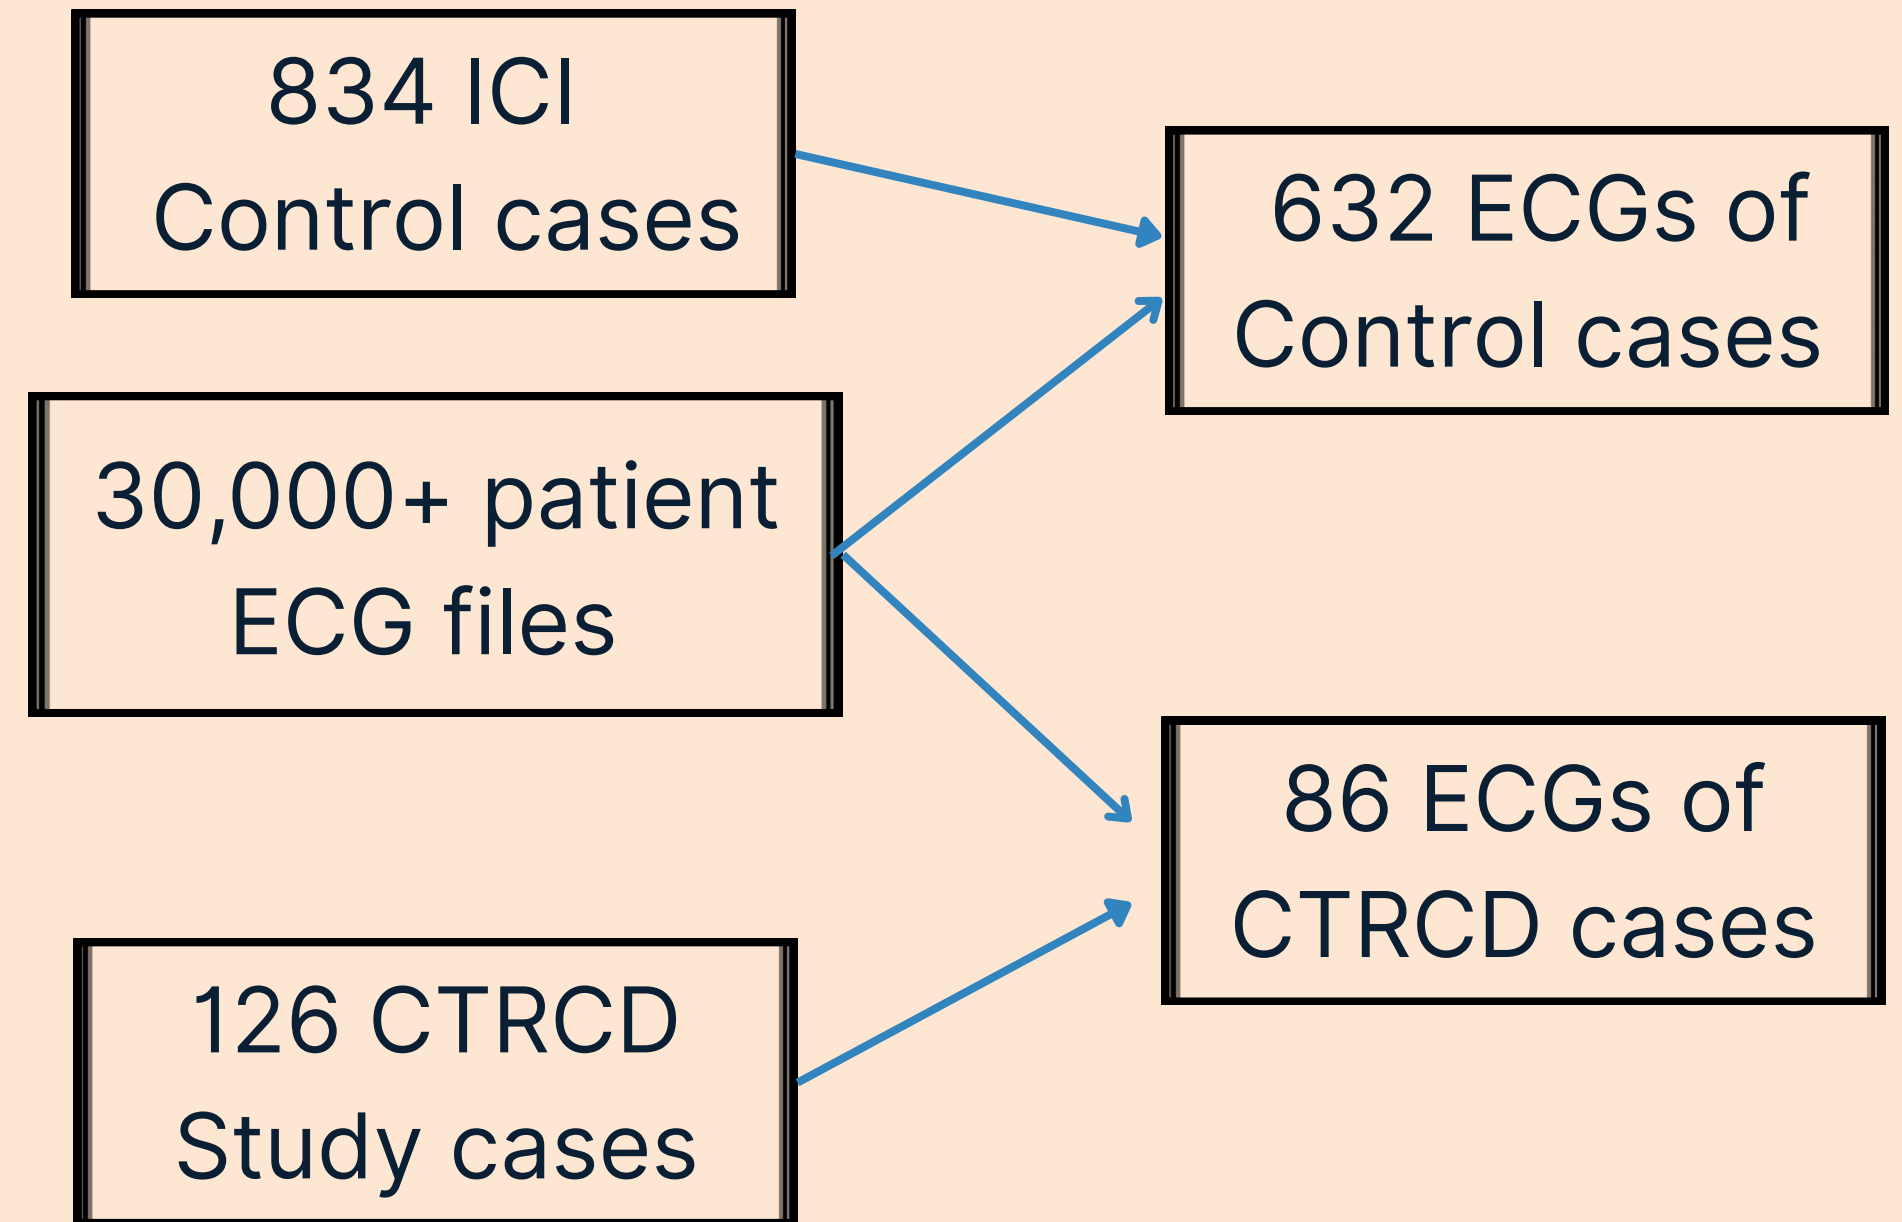 834 ICI
Control cases
632 ECGs of
Control cases
30,000+ patient
ECG files
86 ECGs of
CTRCD cases
126 CTRCD
Study cases